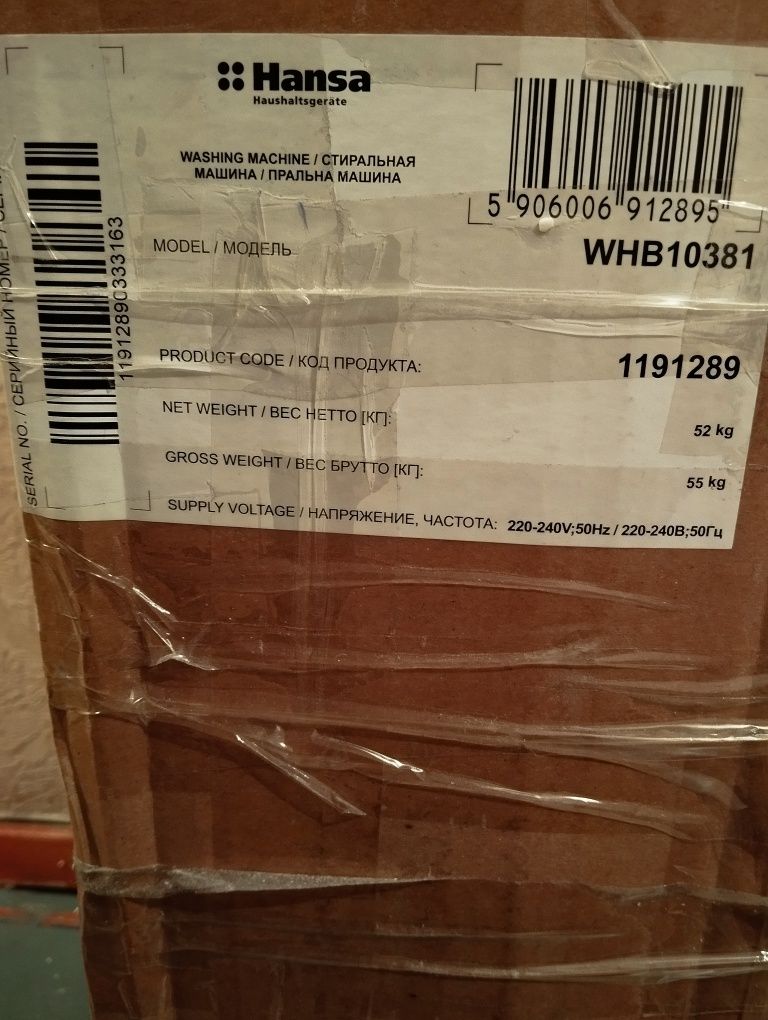 Hansa
Haushaltsgeräte
WASHING MACHINE / СТИРАЛЬНАЯ
МАШИНА / ПРАЛЬНА МАШИНА
5 906006 912895
MODEL / МОДЕЛЬ
WHB10381
PRODUCT CODE / КОД ПРОДУКТА:
1191289
NET WEIGHT / ВЕС НЕТТО [КГ]:
52 kg
GROSS WEIGHT / ВЕС БРУТТО [КГ]:
55 kg
SUPPLY VOLTAGE / НАПРЯЖЕНИЕ, ЧАСТОТА: 220-240V;50Hz / 220-240В;50Гц
SERIAL NO. / СЕРИЙНЫЙ НОМЕР /
11912890333163